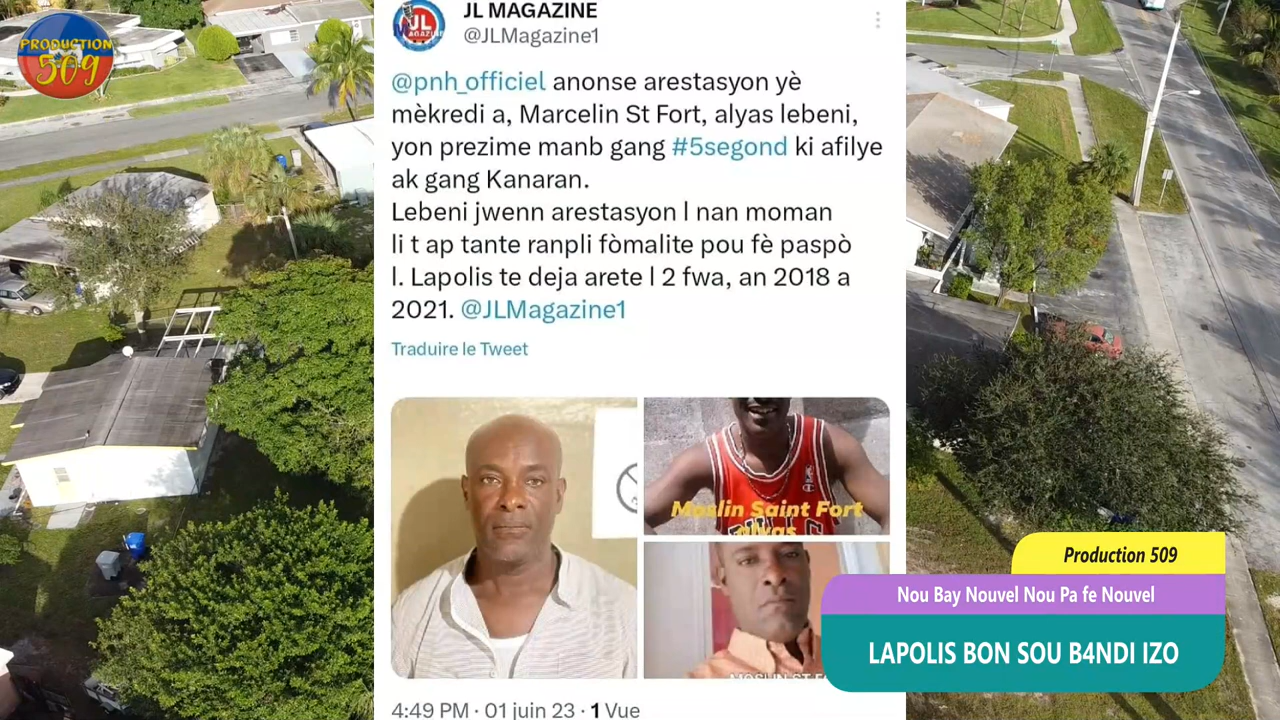 PRODUCTION
509
JL
MAGAZINE
JL MAGAZINE
@JLMagazine1
@pnh_officiel anonse arestasyon yè
mèkredi a, Marcelin St Fort, alyas lebeni,
yon prezime manb gang #5segond ki afilye
ak gang Kanaran.
Lebeni jwenn arestasyon l nan moman
li t ap tante ranpli fòmalite pou fè paspò
l. Lapolis te deja arete l 2 fwa, an 2018 a
2021. @JLMagazine1
Traduire le Tweet
Moslin Saint Fort
alyas
4:49 PM · 01 juin 23 · 1 Vue
Production 509
Nou Bay Nouvel Nou Pa fe Nouvel
LAPOLIS BON SOU B4NDI IZO